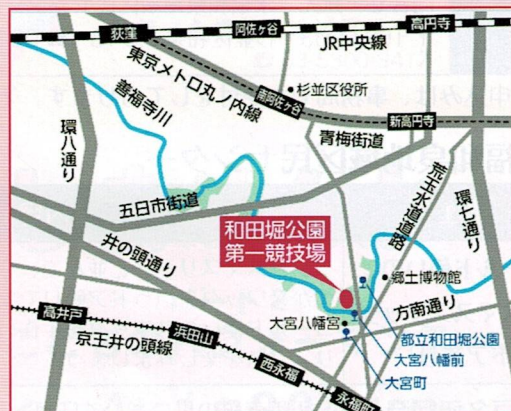 荻窪
阿佐ヶ谷
高円寺
JR中央線
東京メトロ丸ノ内線
杉並区役所
南阿佐ヶ谷
新高円寺
善福寺川
環八通り
青梅街道
五日市街道
荒玉水道道路
環七通り
井の頭通り
和田堀公園
第一競技場
郷土博物館
方南通り
高井戸
京王井の頭線
浜田山
大宮八幡宮
都立和田堀公園
大宮八幡前
大宮町
西永福
永福町